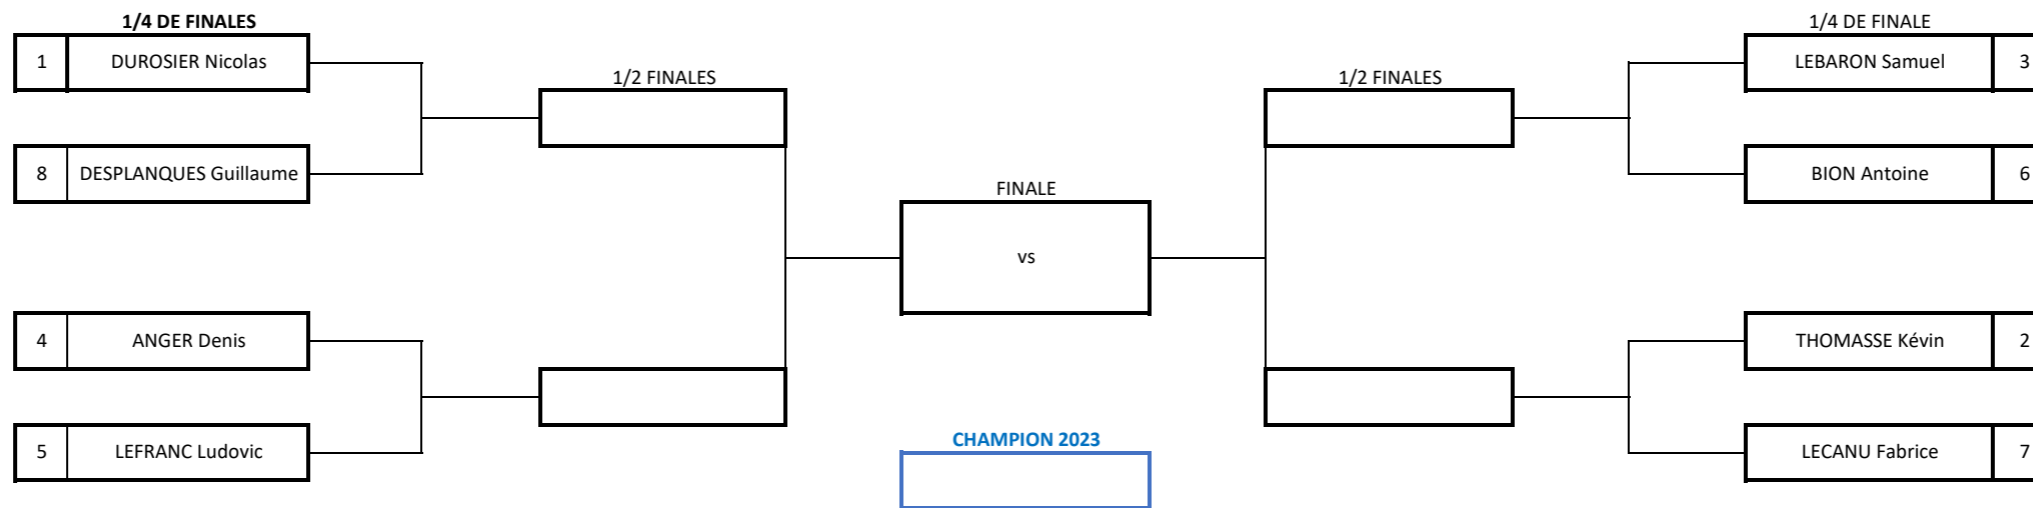 1/4 DE FINALES
1/4 DE FINALE
1 DUROSIER Nicolas
LEBARON Samuel 3
1/2 FINALES
1/2 FINALES
8 DESPLANQUES Guillaume
BION Antoine 6
FINALE
vs
4 ANGER Denis
THOMASSE Kévin 2
CHAMPION 2023
5 LEFRANC Ludovic
LECANU Fabrice 7